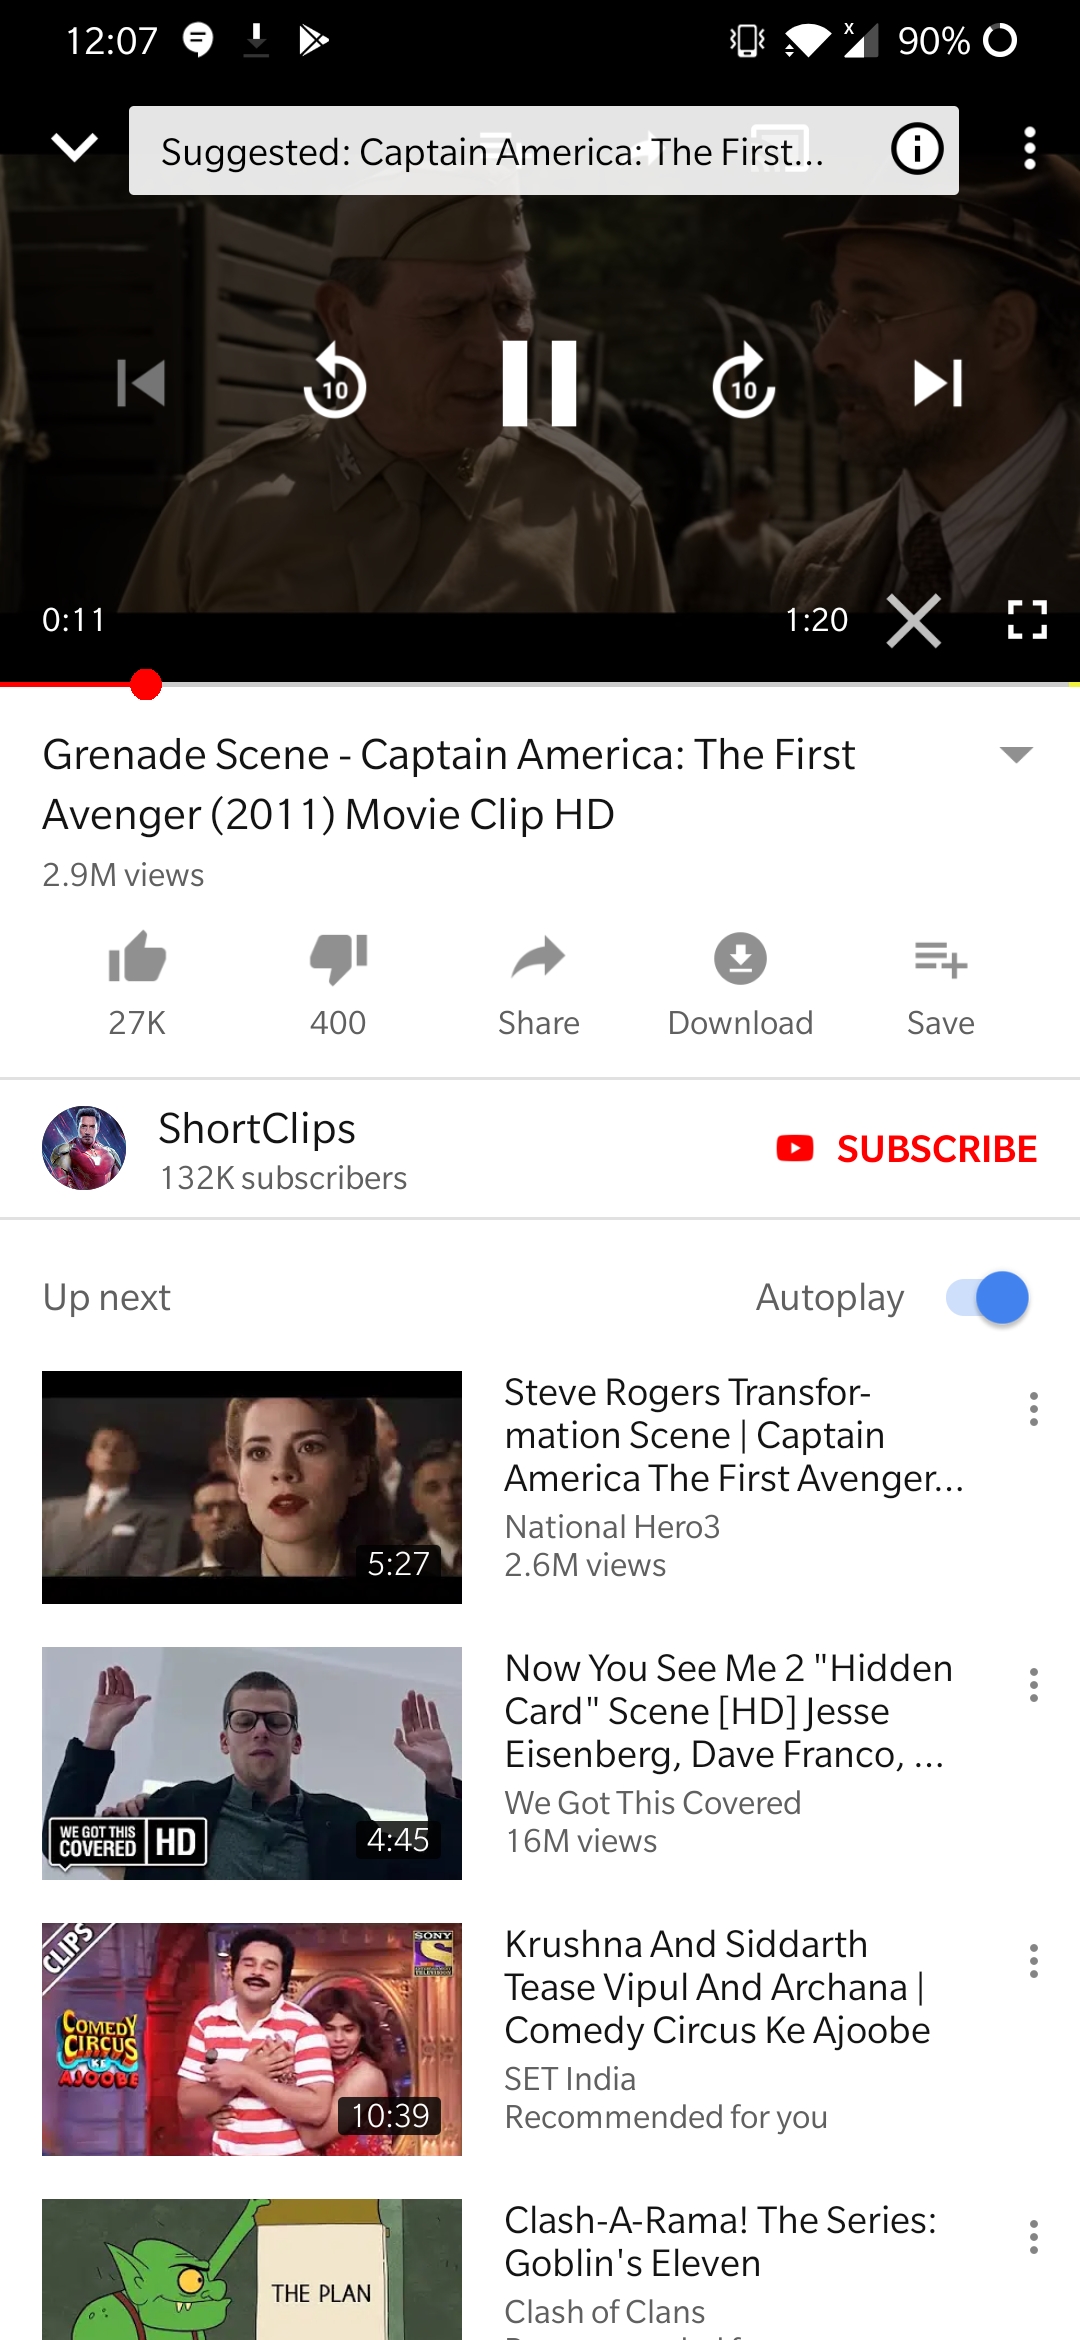 12:07
90%
Suggested: Captain America: The First...
10
10
0:11
1:20
Grenade Scene - Captain America: The First
Avenger (2011) Movie Clip HD
2.9M views
27K
400
Share
Download
Save
ShortClips
132K subscribers
SUBSCRIBE
Up next
Autoplay
5:27
Steve Rogers Transfor-
mation Scene | Captain
America The First Avenger...
National Hero3
2.6M views
WE GOT THIS
COVERED
HD
4:45
Now You See Me 2 "Hidden
Card" Scene [HD] Jesse
Eisenberg, Dave Franco, ...
We Got This Covered
16M views
CLIPS
SONY
COMEDY
CIRCUS
KE
AJOOBE
10:39
Krushna And Siddarth
Tease Vipul And Archana |
Comedy Circus Ke Ajoobe
SET India
Recommended for you
THE PLAN
Clash-A-Rama! The Series:
Goblin's Eleven
Clash of Clans